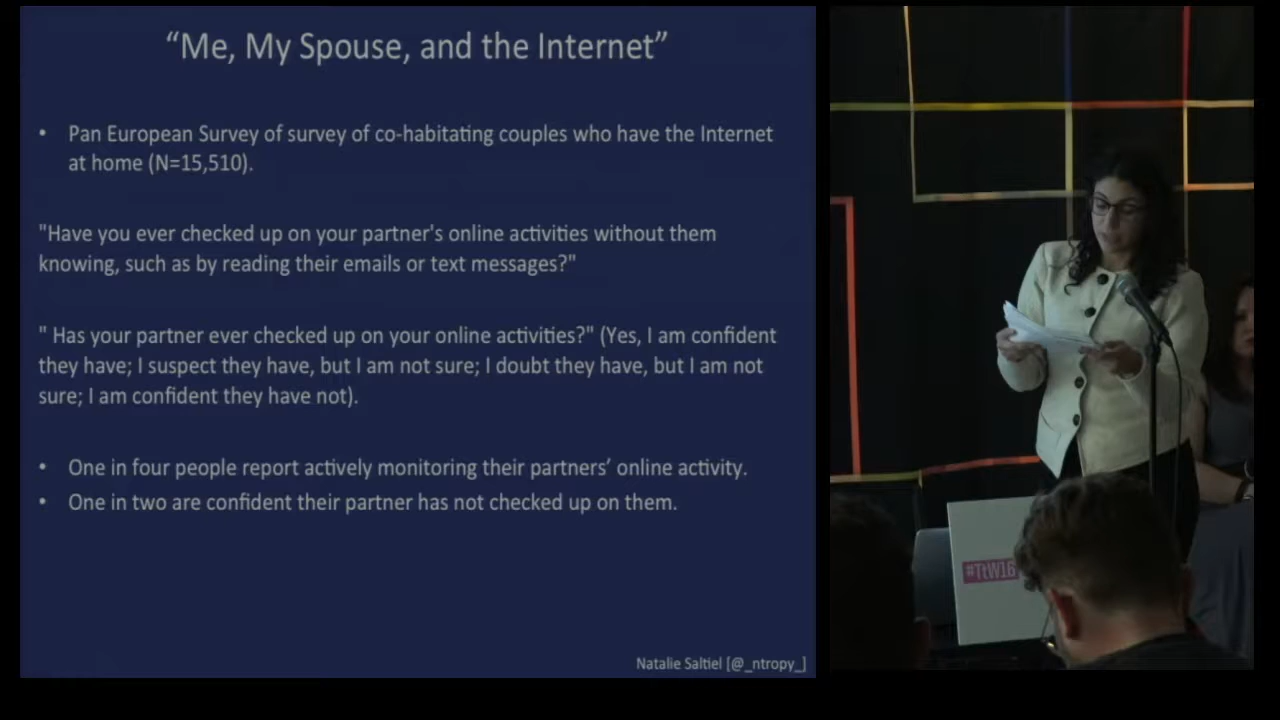 “Me, My Spouse, and the Internet”
• Pan European Survey of survey of co-habitating couples who have the Internet
at home (N=15,510).
"Have you ever checked up on your partner's online activities without them
knowing, such as by reading their emails or text messages?"
" Has your partner ever checked up on your online activities?" (Yes, I am confident
they have; I suspect they have, but I am not sure; I doubt they have, but I am not
sure; I am confident they have not).
• One in four people report actively monitoring their partners’ online activity.
• One in two are confident their partner has not checked up on them.
Natalie Saltiel [@_ntropy_]
#TtW16